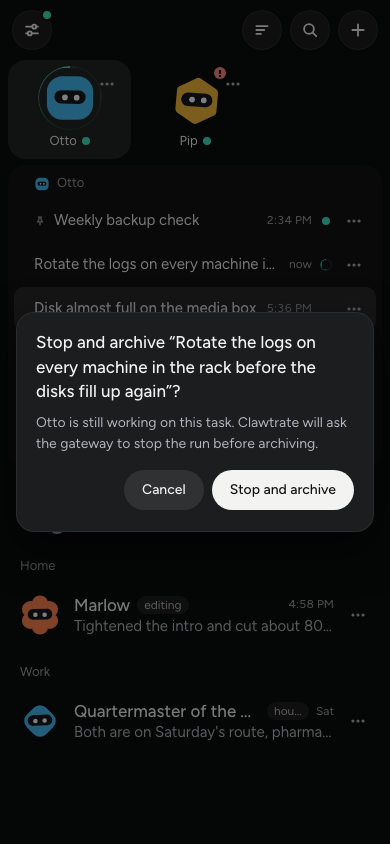 Otto
Pip
Otto
Weekly backup check 2:34 PM
Rotate the logs on every machine i... now
Disk almost full on the media box 5:36 PM
Stop and archive “Rotate the logs on
every machine in the rack before the
disks fill up again”?
Otto is still working on this task. Clawtrate will ask
the gateway to stop the run before archiving.
Cancel
Stop and archive
Home
Marlow editing 4:58 PM
Tightened the intro and cut about 80...
Work
Quartermaster of the ... hou... Sat
Both are on Saturday's route, pharma...